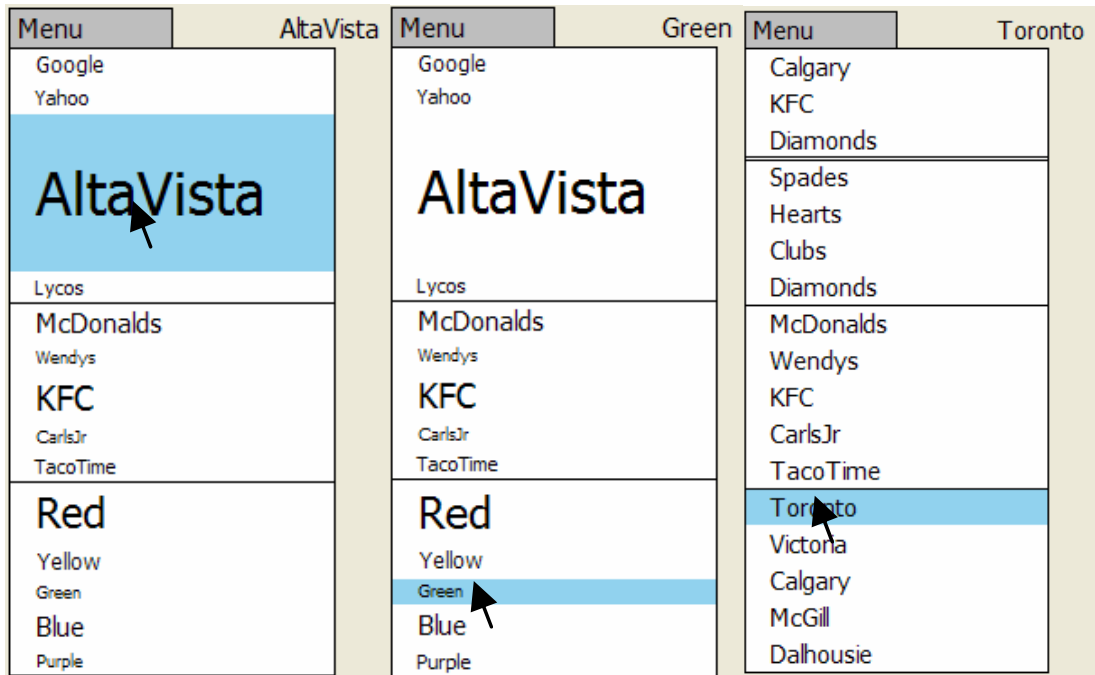 Menu AltaVista
Google
Yahoo
AltaVista
Lycos
McDonalds
Wendys
KFC
CarlsJr
TacoTime
Red
Yellow
Green
Blue
Purple
Menu Green
Google
Yahoo
AltaVista
Lycos
McDonalds
Wendys
KFC
CarlsJr
TacoTime
Red
Yellow
Green
Blue
Purple
Menu Toronto
Calgary
KFC
Diamonds
Spades
Hearts
Clubs
Diamonds
McDonalds
Wendys
KFC
CarlsJr
TacoTime
Toronto
Victoria
Calgary
McGill
Dalhousie